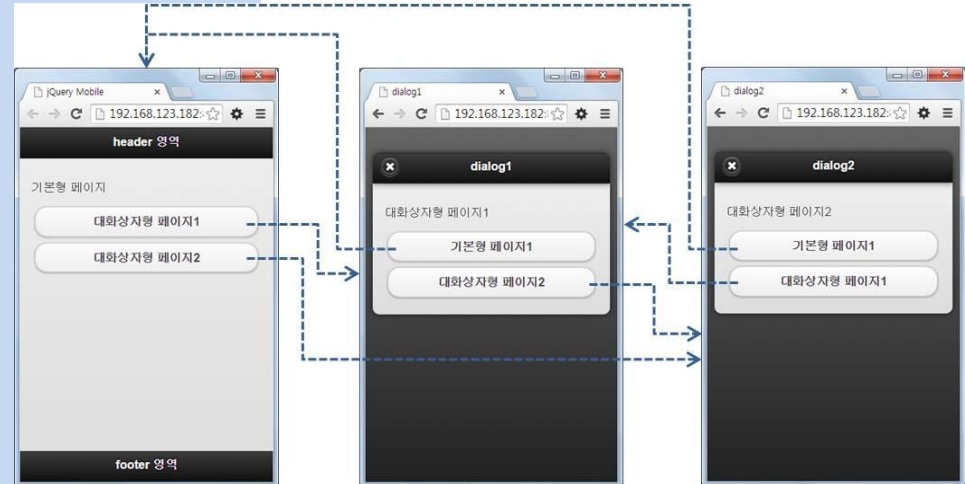 jQuery Mobile
192.168.123.182:
header 영역
기본형 페이지
대화상자형 페이지1
대화상자형 페이지2
footer 영역
dialog1
192.168.123.182:
dialog1
대화상자형 페이지1
기본형 페이지1
대화상자형 페이지2
dialog2
192.168.123.182:
dialog2
대화상자형 페이지2
기본형 페이지1
대화상자형 페이지1